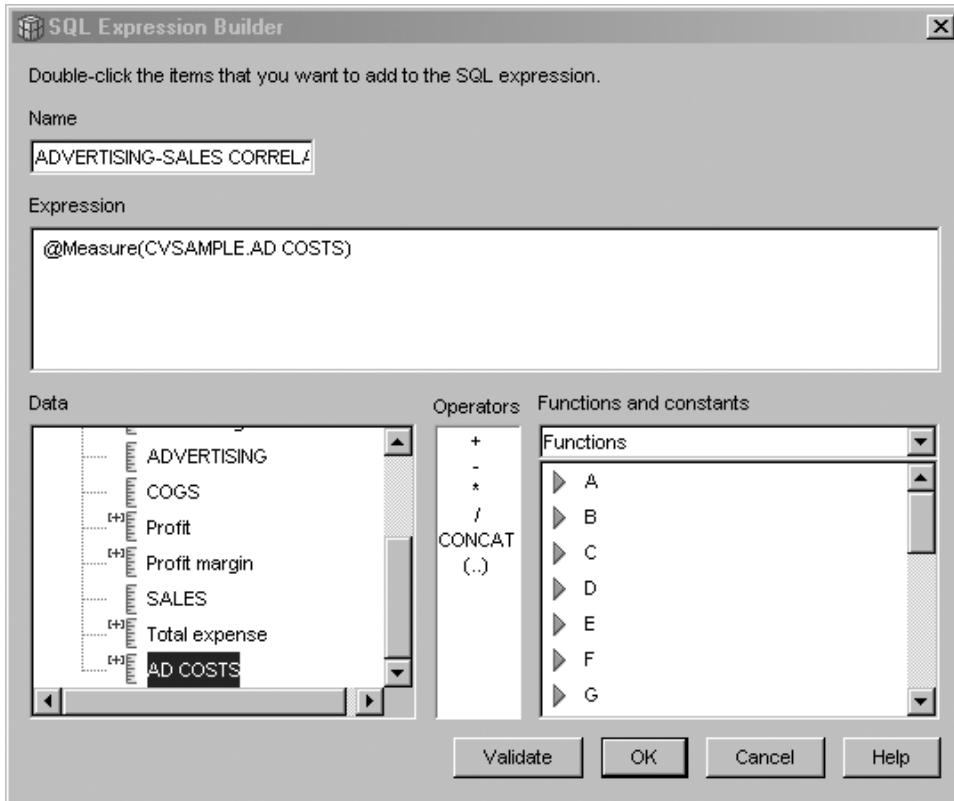 SQL Expression Builder
Double-click the items that you want to add to the SQL expression.
Name
ADVERTISING-SALES CORREL
Expression
@Measure(CVSAMPLE.AD COSTS)
Data
ADVERTISING
COGS
Profit
Profit margin
SALES
Total expense
AD COSTS
Operators
+
-
*
/
CONCAT
(..)
Functions and constants
Functions
A
B
C
D
E
F
G
Validate
OK
Cancel
Help